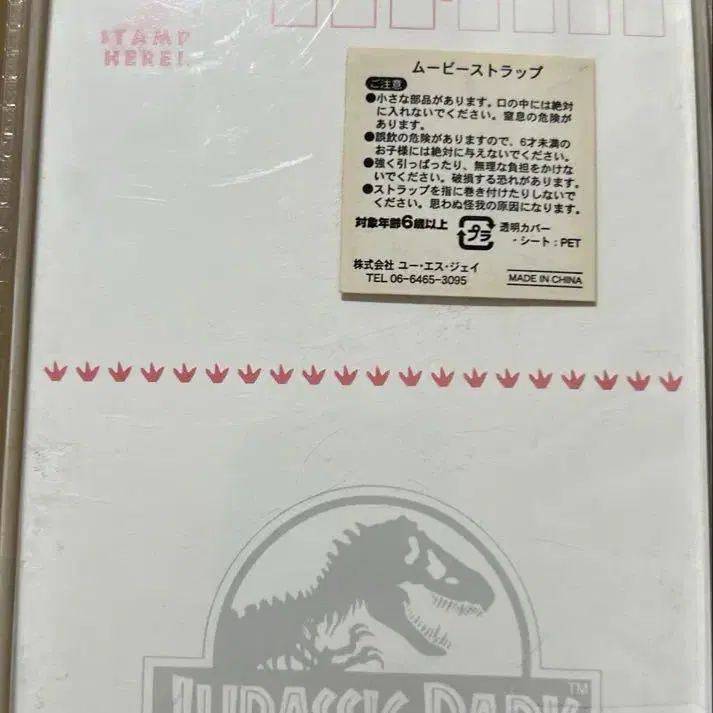 STAMP
HERE!
ムービーストラップ
ご注意
●小さな部品があります。口の中には絶対
に入れないでください。窒息の危険が
あります。
●誤飲の危険がありますので、6才未満の
お子様には絶対に与えないでください。
●強く引っぱったり、無理な負担をかけな
いでください。破損する恐れがあります。
●ストラップを指に巻き付けたりしないで
ください。思わぬ怪我の原因になります。
対象年齢6歳以上
プラ
透明カバー
・シート：PET
株式会社 ユー・エス・ジェイ
TEL 06-6465-3095
MADE IN CHINA
JURASSIC PARK
TM